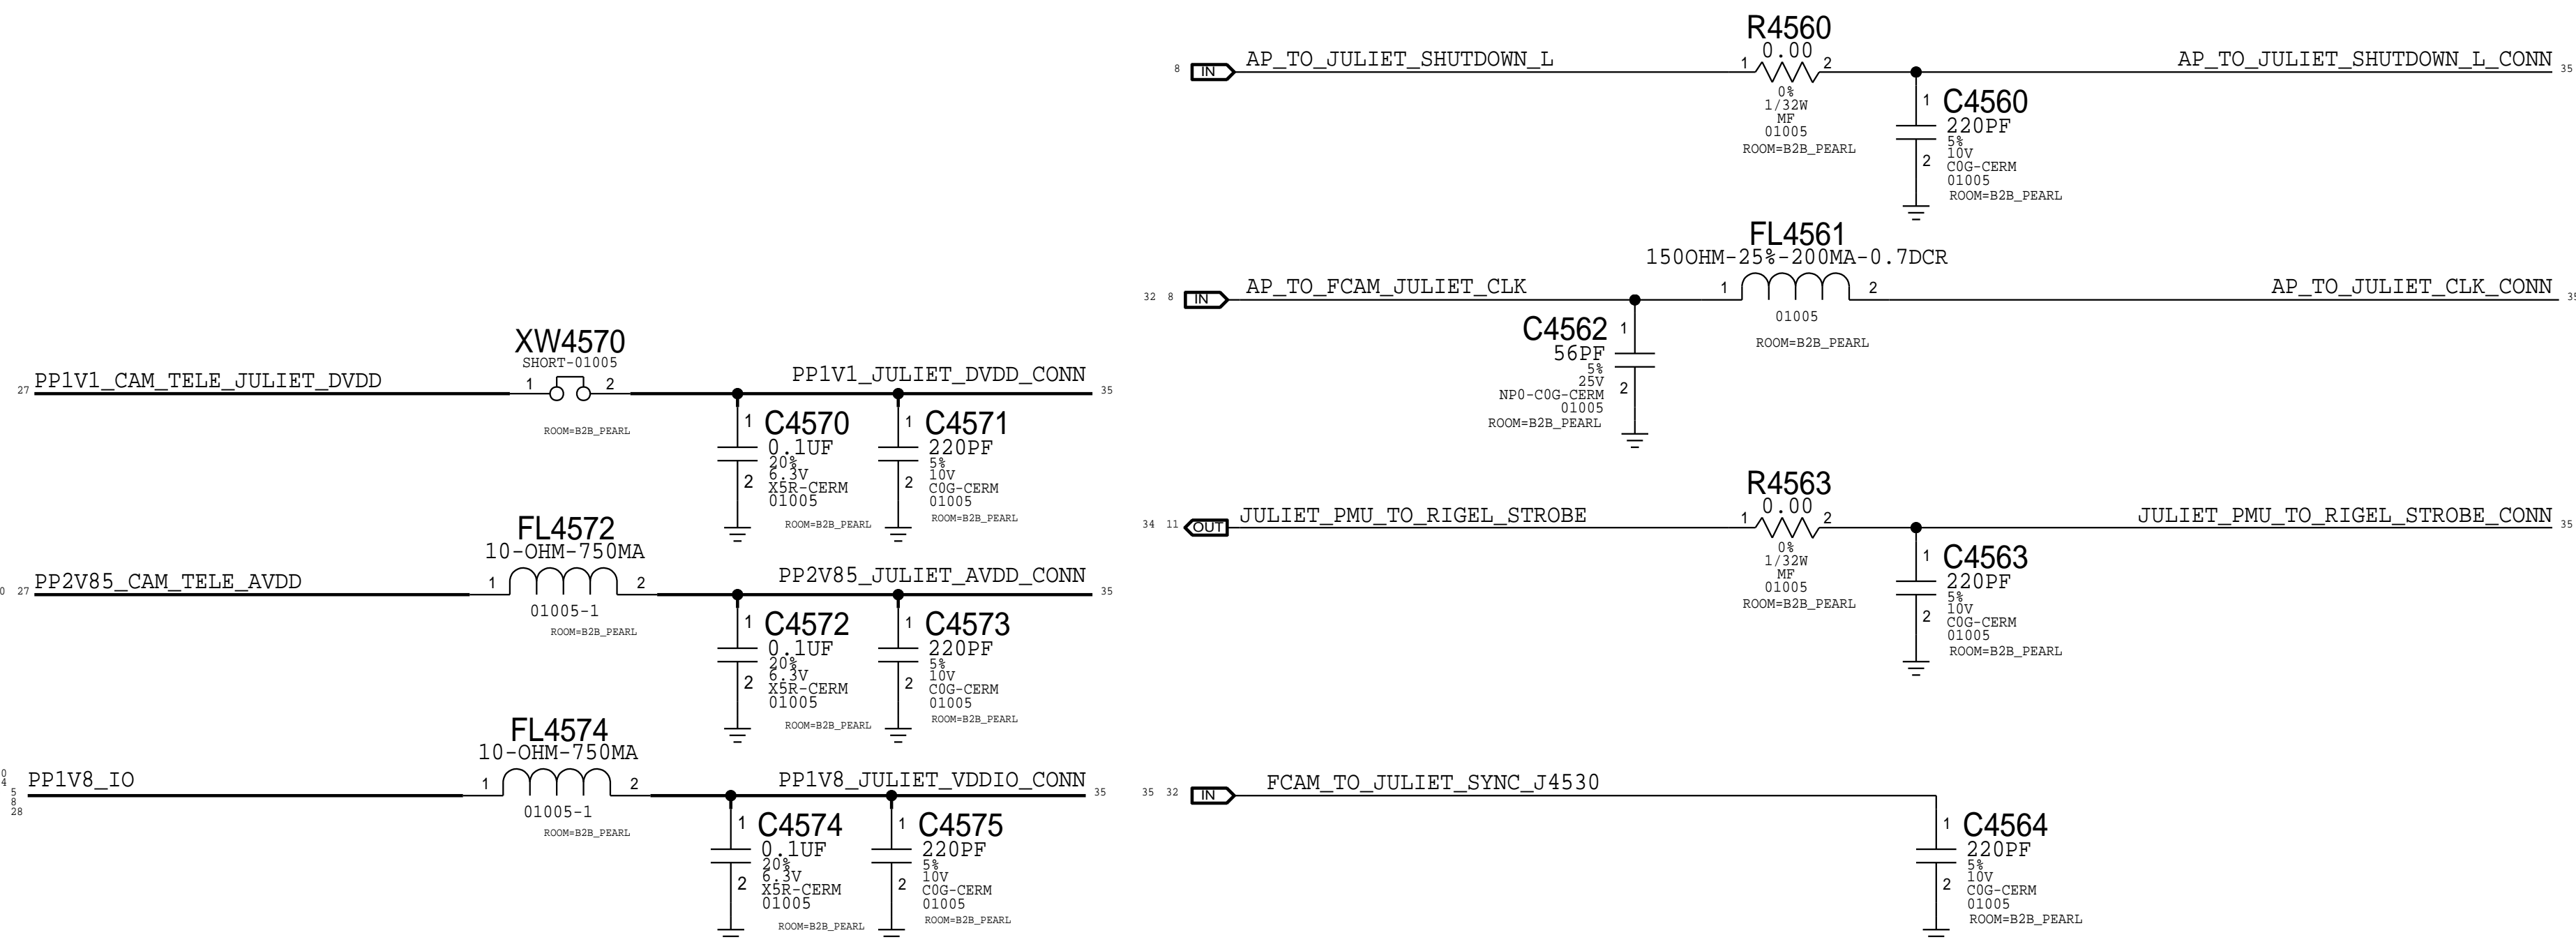 R4560
0.00
8 IN AP_TO_JULIET_SHUTDOWN_L 1 2 AP_TO_JULIET_SHUTDOWN_L_CONN 35
0%
1/32W
MF
01005
ROOM=B2B_PEARL
1 C4560
220PF
5%
10V
2 C0G-CERM
01005
ROOM=B2B_PEARL
FL4561
150OHM-25%-200MA-0.7DCR
32 8 IN AP_TO_FCAM_JULIET_CLK 1 2 AP_TO_JULIET_CLK_CONN 35
01005
ROOM=B2B_PEARL
C4562 1
56PF
5%
25V 2
NP0-C0G-CERM
01005
ROOM=B2B_PEARL
XW4570
SHORT-01005
27 PP1V1_CAM_TELE_JULIET_DVDD 1 2 PP1V1_JULIET_DVDD_CONN 35
ROOM=B2B_PEARL
1 C4570
0.1UF
20%
6.3V
2 X5R-CERM
01005
ROOM=B2B_PEARL
1 C4571
220PF
5%
10V
2 C0G-CERM
01005
ROOM=B2B_PEARL
R4563
0.00
34 11 OUT JULIET_PMU_TO_RIGEL_STROBE 1 2 JULIET_PMU_TO_RIGEL_STROBE_CONN 35
0%
1/32W
MF
01005
ROOM=B2B_PEARL
1 C4563
220PF
5%
10V
2 C0G-CERM
01005
ROOM=B2B_PEARL
FL4572
10-OHM-750MA
0 27 PP2V85_CAM_TELE_AVDD 1 2 PP2V85_JULIET_AVDD_CONN 35
01005-1
ROOM=B2B_PEARL
1 C4572
0.1UF
20%
6.3V
2 X5R-CERM
01005
ROOM=B2B_PEARL
1 C4573
220PF
5%
10V
2 C0G-CERM
01005
ROOM=B2B_PEARL
FL4574
10-OHM-750MA
0
4
5
8
28
PP1V8_IO 1 2 PP1V8_JULIET_VDDIO_CONN 35
01005-1
ROOM=B2B_PEARL
1 C4574
0.1UF
20%
6.3V
2 X5R-CERM
01005
ROOM=B2B_PEARL
1 C4575
220PF
5%
10V
2 C0G-CERM
01005
ROOM=B2B_PEARL
35 32 IN FCAM_TO_JULIET_SYNC_J4530
1 C4564
220PF
5%
10V
2 C0G-CERM
01005
ROOM=B2B_PEARL